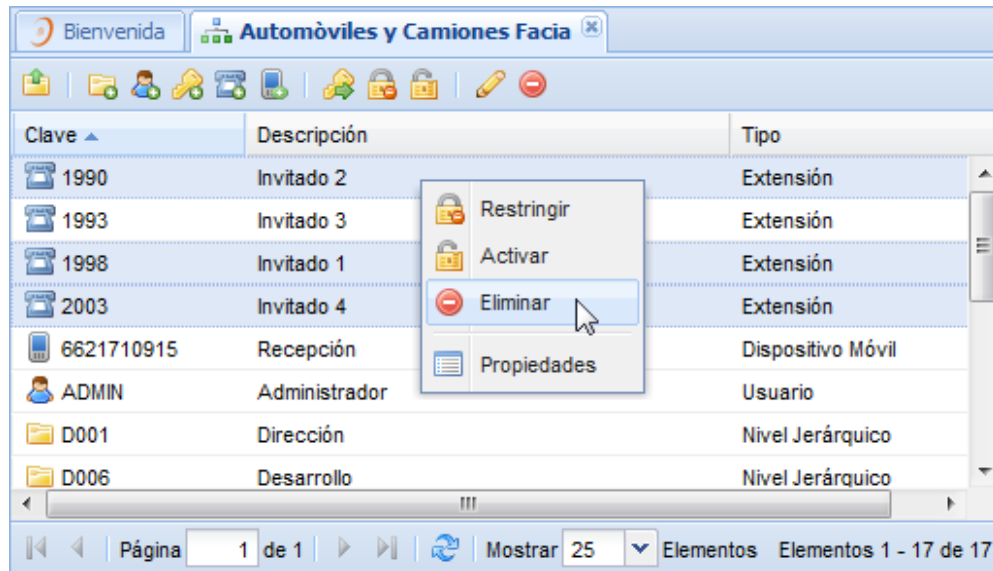 Bienvenida Automòviles y Camiones Facia
Clave Descripción Tipo
1990 Invitado 2 Extensión
1993 Invitado 3 Extensión
1998 Invitado 1 Extensión
2003 Invitado 4 Extensión
6621710915 Recepción Dispositivo Móvil
ADMIN Administrador Usuario
D001 Dirección Nivel Jerárquico
D006 Desarrollo Nivel Jerárquico
Restringir
Activar
Eliminar
Propiedades
Página 1 de 1 Mostrar 25 Elementos Elementos 1 - 17 de 17